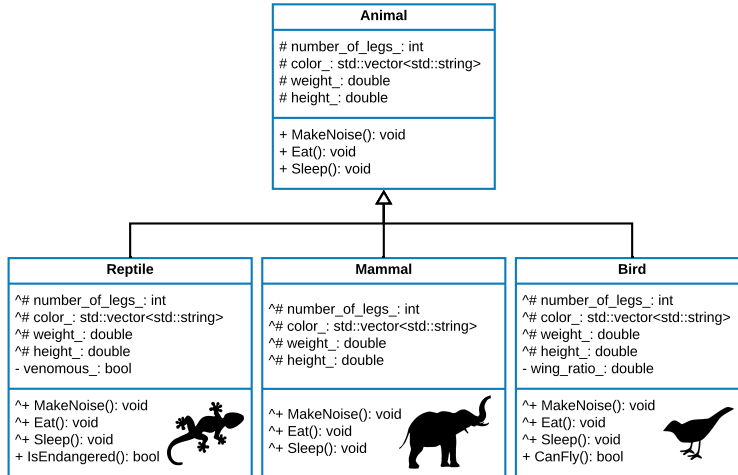 Animal
# number_of_legs_: int
# color_: std::vector<std::string>
# weight_: double
# height_: double
+ MakeNoise(): void
+ Eat(): void
+ Sleep(): void
Reptile
^# number_of_legs_: int
^# color_: std::vector<std::string>
^# weight_: double
^# height_: double
- venomous_: bool
^+ MakeNoise(): void
^+ Eat(): void
^+ Sleep(): void
+ IsEndangered(): bool
Mammal
^# number_of_legs_: int
^# color_: std::vector<std::string>
^# weight_: double
^# height_: double
^+ MakeNoise(): void
^+ Eat(): void
^+ Sleep(): void
Bird
^# number_of_legs_: int
^# color_: std::vector<std::string>
^# weight_: double
^# height_: double
- wing_ratio_: double
^+ MakeNoise(): void
^+ Eat(): void
^+ Sleep(): void
+ CanFly(): bool